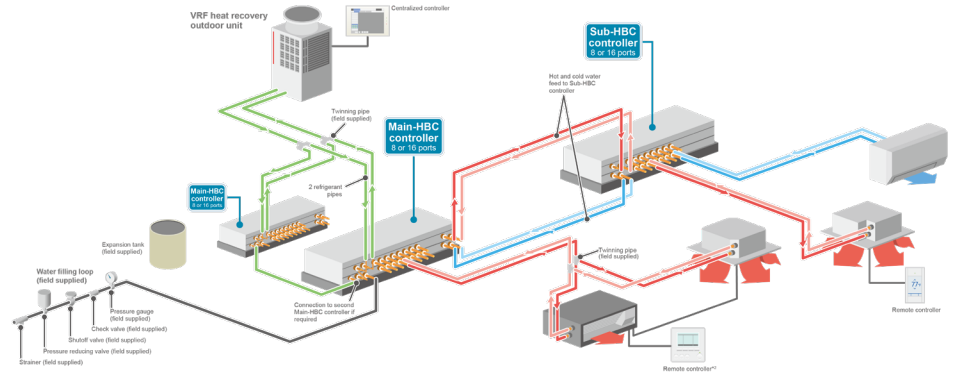 VRF heat recovery
outdoor unit
Centralized controller
Sub-HBC
controller
8 or 16 ports
Hot and cold water
feed to Sub-HBC
controller
Twinning pipe
(field supplied)
Main-HBC
controller
8 or 16 ports
2 refrigerant
pipes
Main-HBC
controller
8 or 16 ports
Expansion tank
(field supplied)
Twinning pipe
(field supplied)
Water filling loop
(field supplied)
Connection to second
Main-HBC controller if
required
Pressure gauge
(field supplied)
Check valve (field supplied)
Shutoff valve (field supplied)
Pressure reducing valve (field supplied)
Strainer (field supplied)
77
Remote controller
Remote controller*²